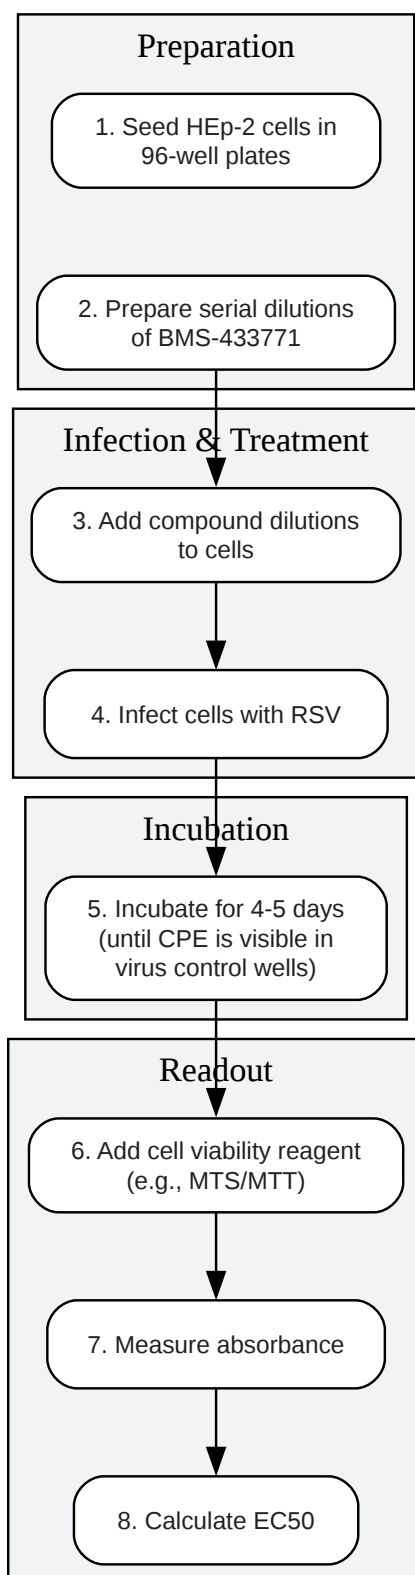 Preparation
1. Seed HEp-2 cells in
96-well plates
2. Prepare serial dilutions
of BMS-433771
Infection & Treatment
3. Add compound dilutions
to cells
4. Infect cells with RSV
Incubation
5. Incubate for 4-5 days
(until CPE is visible in
virus control wells)
Readout
6. Add cell viability reagent
(e.g., MTS/MTT)
7. Measure absorbance
8. Calculate EC50